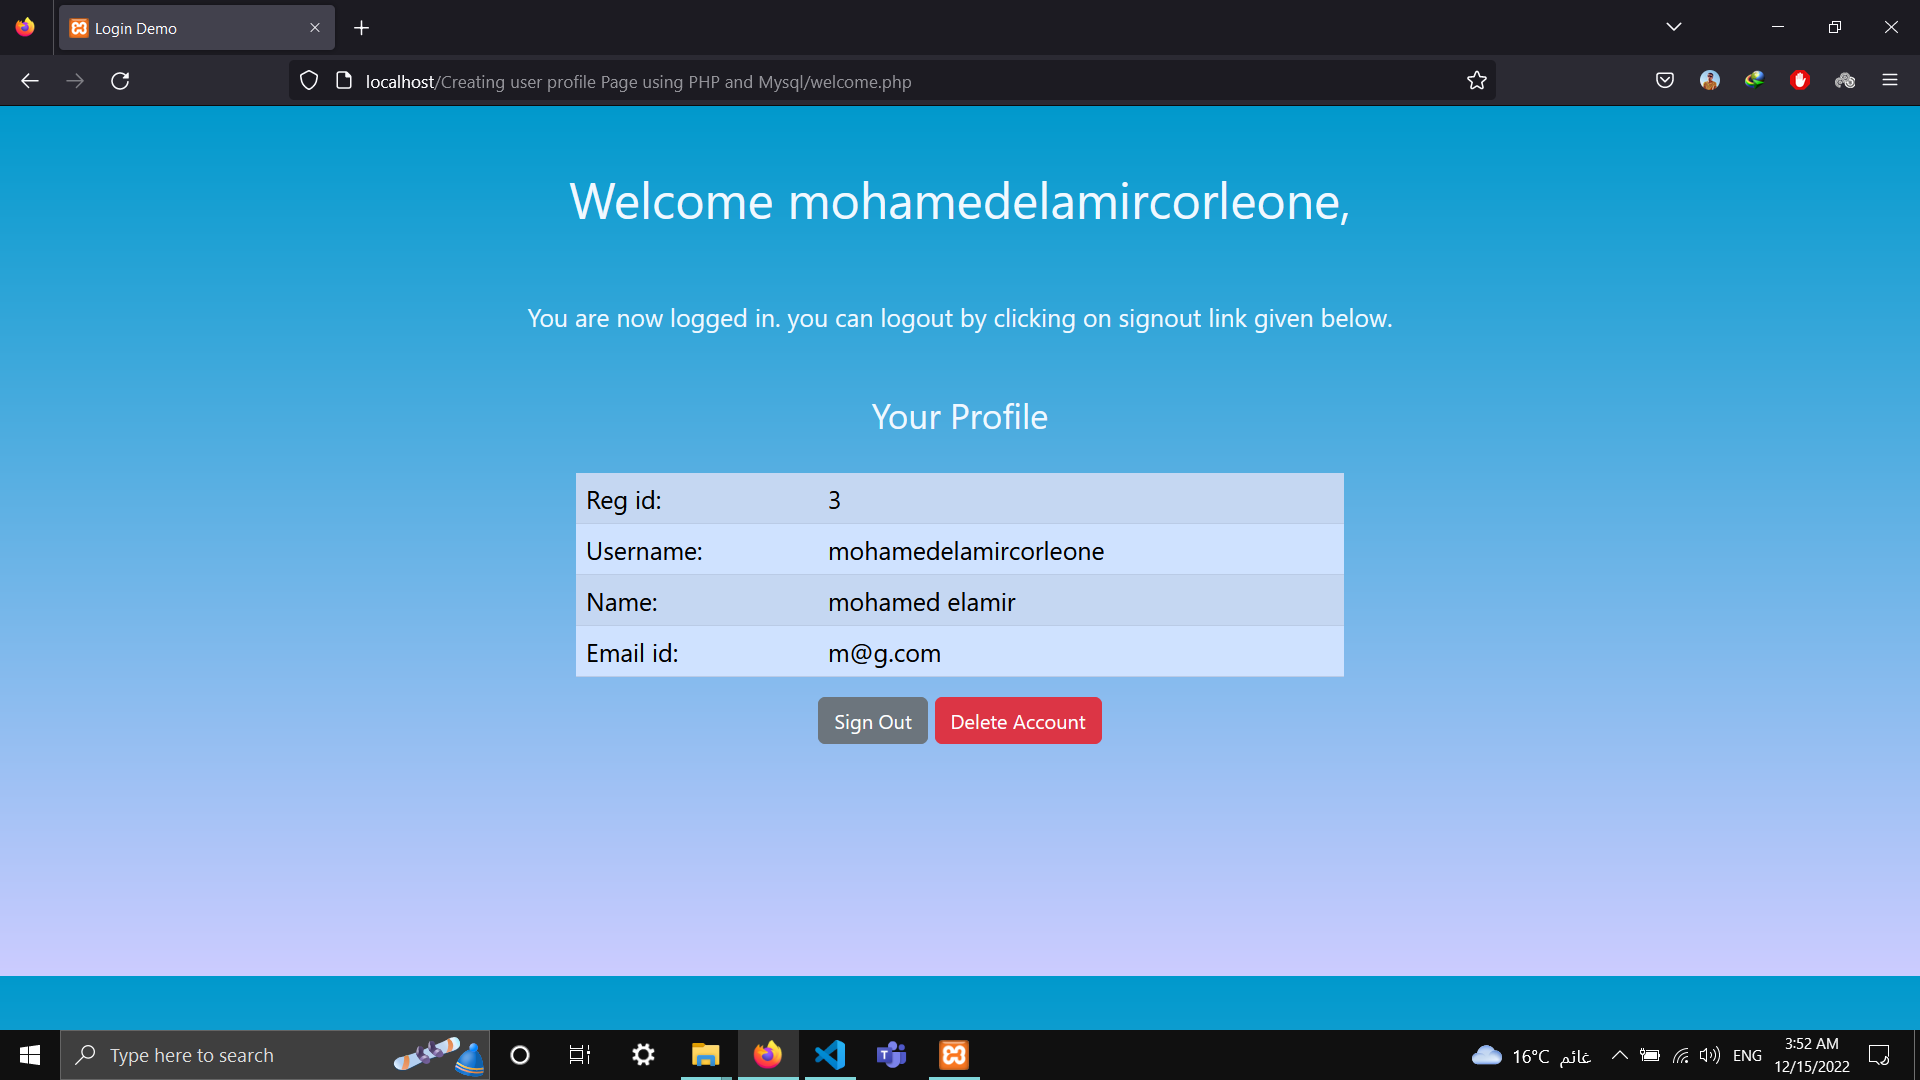 Login Demo
localhost/Creating user profile Page using PHP and Mysql/welcome.php
Welcome mohamedelamircorleone,
You are now logged in. you can logout by clicking on signout link given below.
Your Profile
Reg id: 3
Username: mohamedelamircorleone
Name: mohamed elamir
Email id: m@g.com
Sign Out Delete Account
Type here to search
16°C غائم
ENG
3:52 AM
12/15/2022